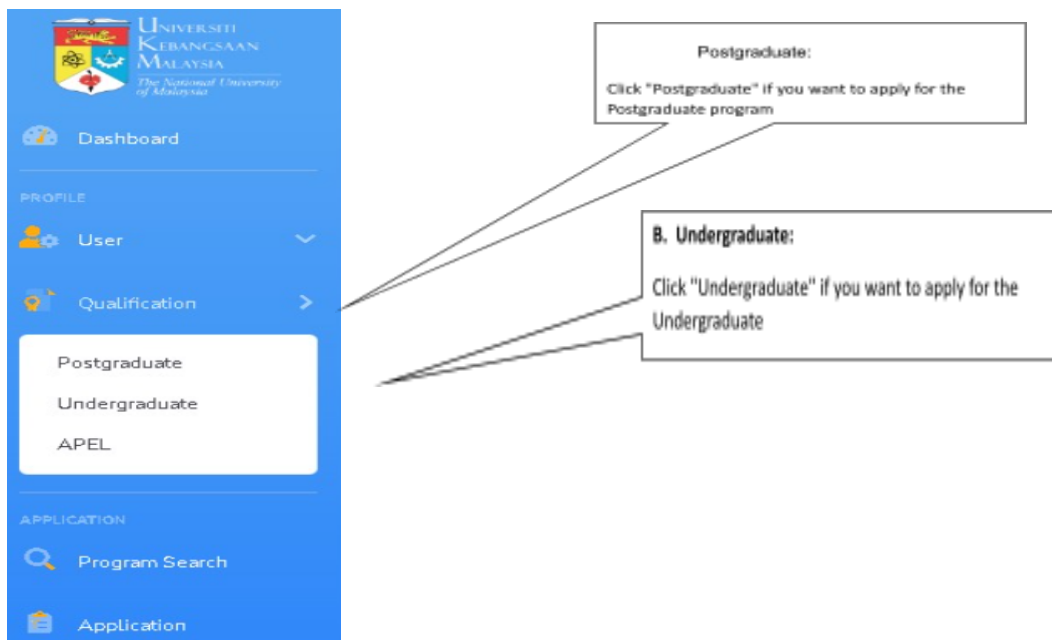 UNIVERSITI
KEBANGSAAN
MALAYSIA
The National University
of Malaysia
Dashboard
PROFILE
User
Qualification
Postgraduate
Undergraduate
APEL
APPLICATION
Program Search
Application
Postgraduate:
Click "Postgraduate" if you want to apply for the
Postgraduate program
B. Undergraduate:
Click "Undergraduate" if you want to apply for the
Undergraduate